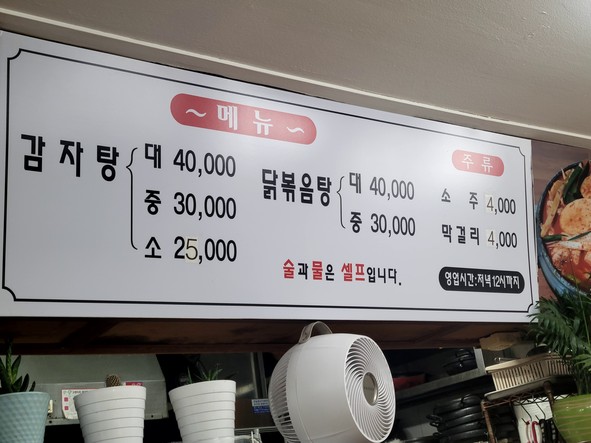 ~메뉴~
감자탕 대 40,000
중 30,000
소 25,000
닭볶음탕 대 40,000
중 30,000
주류
소주 4,000
막걸리 4,000
술과물은 셀프입니다.
영업시간:저녁12시까지